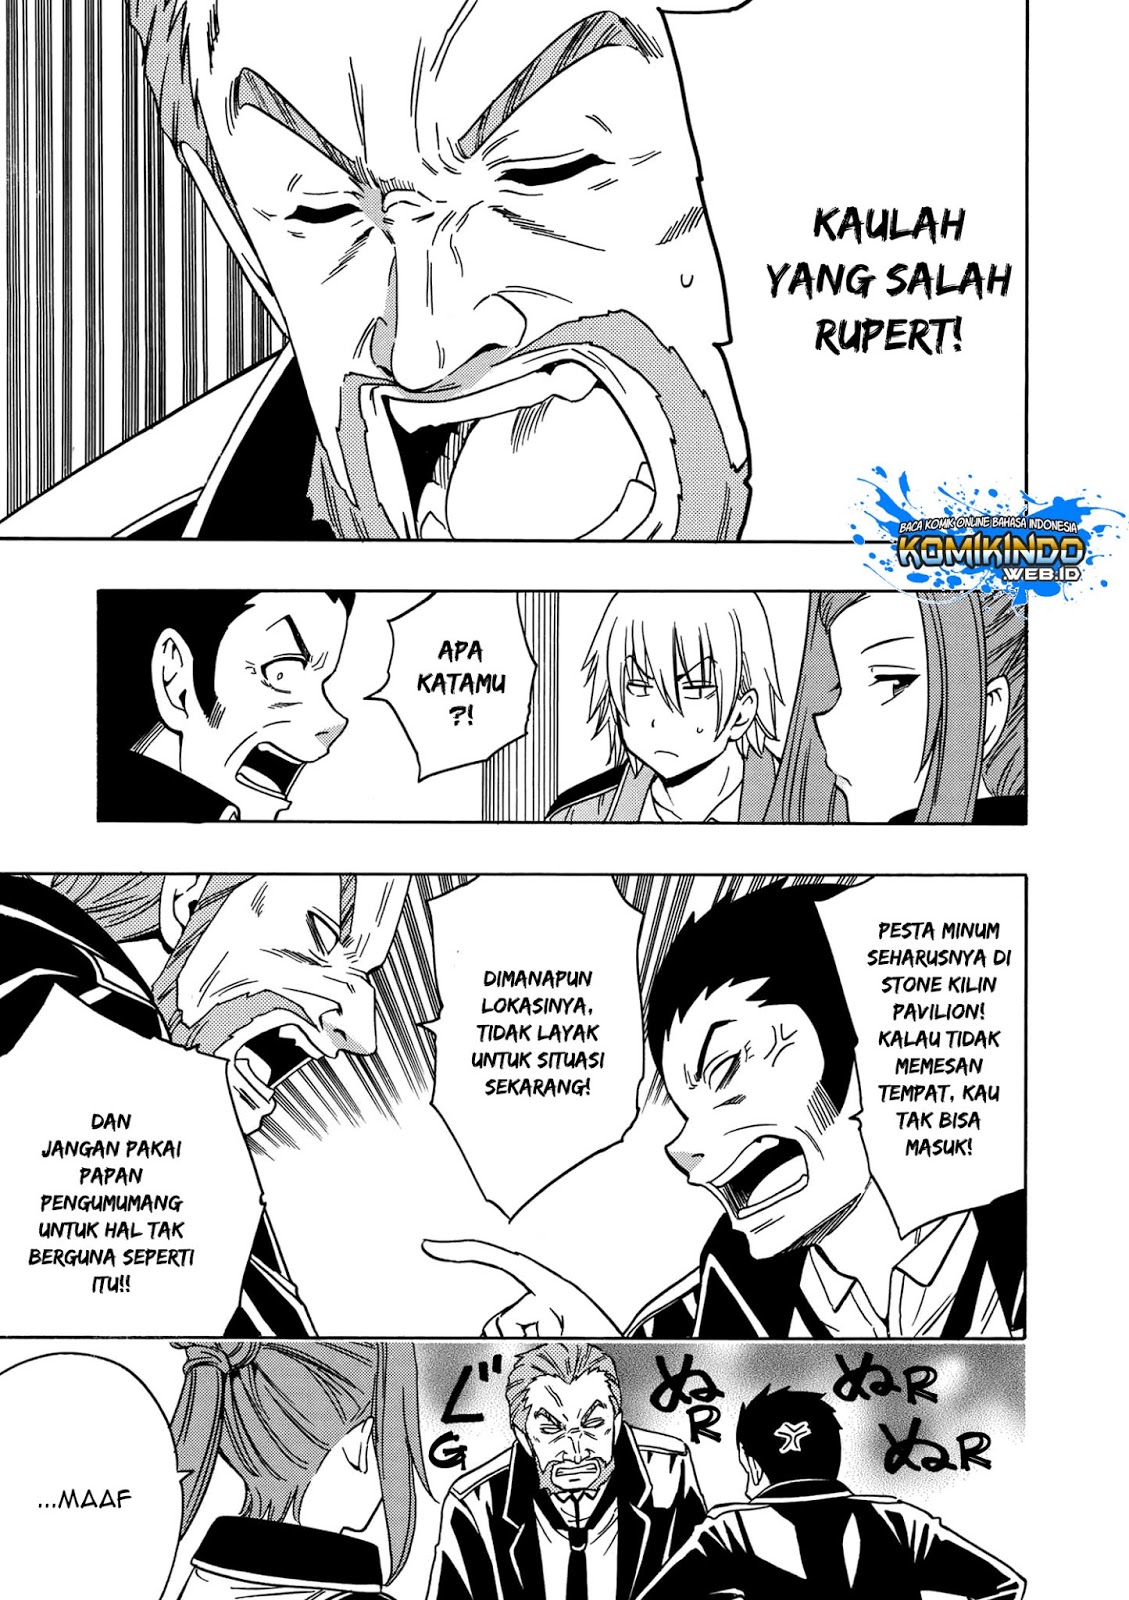 KAULAH
YANG SALAH
RUPERT!
BACA KOMIK ONLINE BAHASA INDONESIA
KOMIKINDO
.WEB.ID
APA
KATAMU
?!
PESTA MINUM
SEHARUSNYA DI
STONE KILIN
PAVILION!
KALAU TIDAK
MEMESAN
TEMPAT, KAU
TAK BISA
MASUK!
DIMANAPUN
LOKASINYA,
TIDAK LAYAK
UNTUK SITUASI
SEKARANG!
DAN
JANGAN PAKAI
PAPAN
PENGUMUMANG
UNTUK HAL TAK
BERGUNA SEPERTI
ITU!!
ぬR
ぬR
ぬR
グ
G
...MAAF